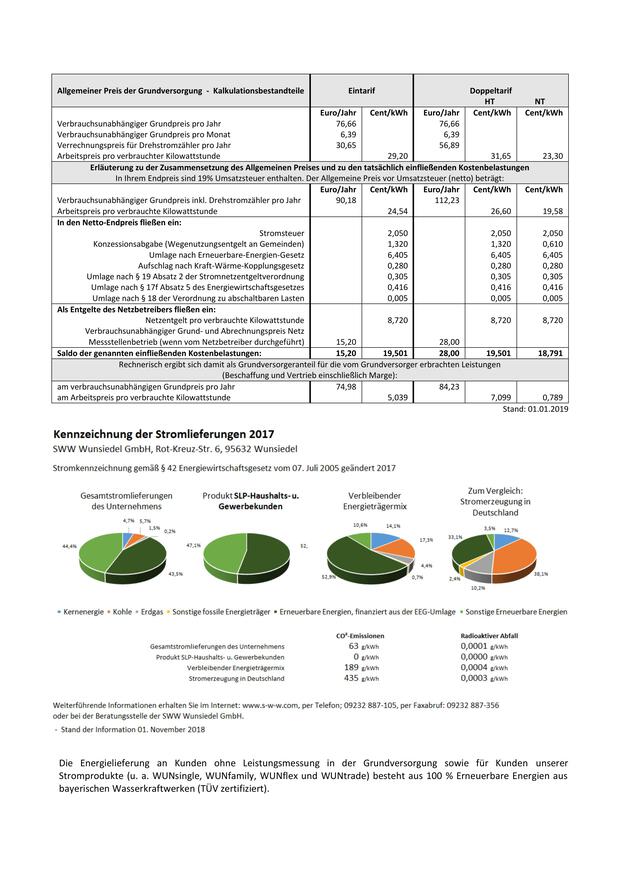 Allgemeiner Preis der Grundversorgung - Kalkulationsbestandteile Eintarif Doppeltarif
HT NT
Euro/Jahr Cent/kWh Euro/Jahr Cent/kWh Cent/kWh
Verbrauchsunabhängiger Grundpreis pro Jahr 76,66 76,66
Verbrauchsunabhängiger Grundpreis pro Monat 6,39 6,39
Verrechnungspreis für Drehstromzähler pro Jahr 30,65 56,89
Arbeitspreis pro verbrauchter Kilowattstunde 29,20 31,65 23,30
Erläuterung zu der Zusammensetzung des Allgemeinen Preises und zu den tatsächlich einfließenden Kostenbelastungen
In Ihrem Endpreis sind 19% Umsatzsteuer enthalten. Der Allgemeine Preis vor Umsatzsteuer (netto) beträgt:
Euro/Jahr Cent/kWh Euro/Jahr Cent/kWh Cent/kWh
Verbrauchsunabhängiger Grundpreis inkl. Drehstromzähler pro Jahr 90,18 112,23
Arbeitspreis pro verbrauchte Kilowattstunde 24,54 26,60 19,58
In den Netto-Endpreis fließen ein:
Stromsteuer 2,050 2,050 2,050
Konzessionsabgabe (Wegenutzungsentgelt an Gemeinden) 1,320 1,320 0,610
Umlage nach Erneuerbare-Energien-Gesetz 6,405 6,405 6,405
Aufschlag nach Kraft-Wärme-Kopplungsgesetz 0,280 0,280 0,280
Umlage nach § 19 Absatz 2 der Stromnetzentgeltverordnung 0,305 0,305 0,305
Umlage nach § 17f Absatz 5 des Energiewirtschaftsgesetzes 0,416 0,416 0,416
Umlage nach § 18 der Verordnung zu abschaltbaren Lasten 0,005 0,005 0,005
Als Entgelte des Netzbetreibers fließen ein:
Netzentgelt pro verbrauchte Kilowattstunde 8,720 8,720 8,720
Verbrauchsunabhängiger Grund- und Abrechnungspreis Netz
Messstellenbetrieb (wenn vom Netzbetreiber durchgeführt) 15,20 28,00
Saldo der genannten einfließenden Kostenbelastungen: 15,20 19,501 28,00 19,501 18,791
Rechnerisch ergibt sich damit als Grundversorgeranteil für die vom Grundversorger erbrachten Leistungen
(Beschaffung und Vertrieb einschließlich Marge):
am verbrauchsunabhängigen Grundpreis pro Jahr 74,98 84,23
am Arbeitspreis pro verbrauchte Kilowattstunde 5,039 7,099 0,789
Stand: 01.01.2019
Kennzeichnung der Stromlieferungen 2017
SWW Wunsiedel GmbH, Rot-Kreuz-Str. 6, 95632 Wunsiedel
Stromkennzeichnung gemäß § 42 Energiewirtschaftsgesetz vom 07. Juli 2005 geändert 2017
Gesamtstromlieferungen
des Unternehmens
4,7% 5,7%
1,5% 0,2%
44,4%
43,5%
Produkt SLP-Haushalts- u.
Gewerbekunden
47,1%
52,
Verbleibender
Energieträgermix
10,6% 14,1%
17,3%
4,4%
0,7%
52,9%
Zum Vergleich:
Stromerzeugung in
Deutschland
3,5% 12,7%
33,1%
2,4%
38,1%
10,2%
Kernenergie Kohle Erdgas Sonstige fossile Energieträger Erneuerbare Energien, finanziert aus der EEG-Umlage Sonstige Erneuerbare Energien
CO²-Emissionen Radioaktiver Abfall
Gesamtstromlieferungen des Unternehmens 63 g/kWh 0,0001 g/kWh
Produkt SLP-Haushalts- u. Gewerbekunden 0 g/kWh 0,0000 g/kWh
Verbleibender Energieträgermix 189 g/kWh 0,0004 g/kWh
Stromerzeugung in Deutschland 435 g/kWh 0,0003 g/kWh
Weiterführende Informationen erhalten Sie im Internet: www.s-w-w.com, per Telefon; 09232 887-105, per Faxabruf: 09232 887-356
oder bei der Beratungsstelle der SWW Wunsiedel GmbH.
- Stand der Information 01. November 2018
Die Energielieferung an Kunden ohne Leistungsmessung in der Grundversorgung sowie für Kunden unserer
Stromprodukte (u. a. WUNsingle, WUNfamily, WUNflex und WUNtrade) besteht aus 100 % Erneuerbare Energien aus
bayerischen Wasserkraftwerken (TÜV zertifiziert).